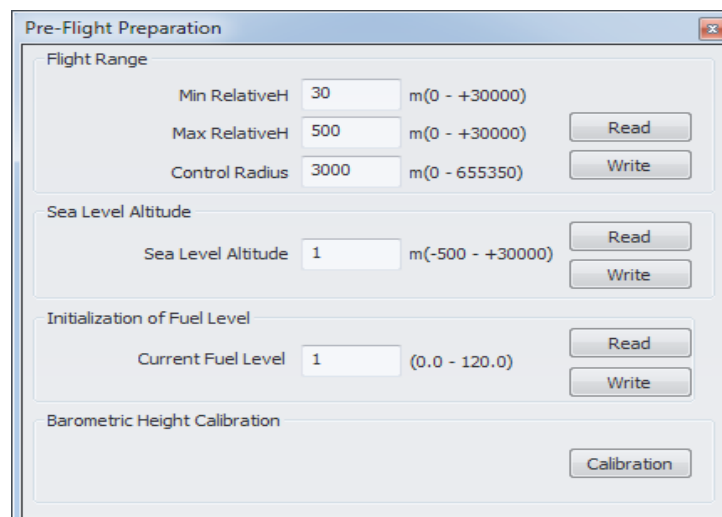 Pre-Flight Preparation
Flight Range
Min RelativeH 30 m(0 - +30000)
Max RelativeH 500 m(0 - +30000) Read
Control Radius 3000 m(0 - 655350) Write
Sea Level Altitude
Sea Level Altitude 1 m(-500 - +30000) Read
Write
Initialization of Fuel Level
Current Fuel Level 1 (0.0 - 120.0) Read
Write
Barometric Height Calibration
Calibration